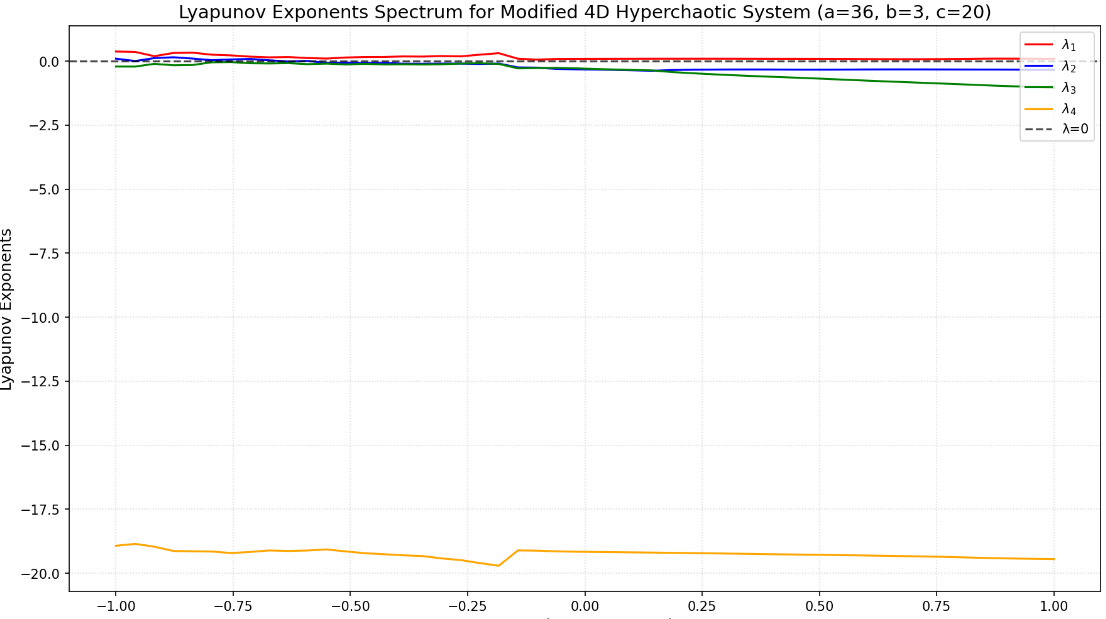 Lyapunov Exponents Spectrum for Modified 4D Hyperchaotic System (a=36, b=3, c=20)
λ1
λ2
λ3
λ4
λ=0
Lyapunov Exponents
0.0
−2.5
−5.0
−7.5
−10.0
−12.5
−15.0
−17.5
−20.0
−1.00
−0.75
−0.50
−0.25
0.00
0.25
0.50
0.75
1.00